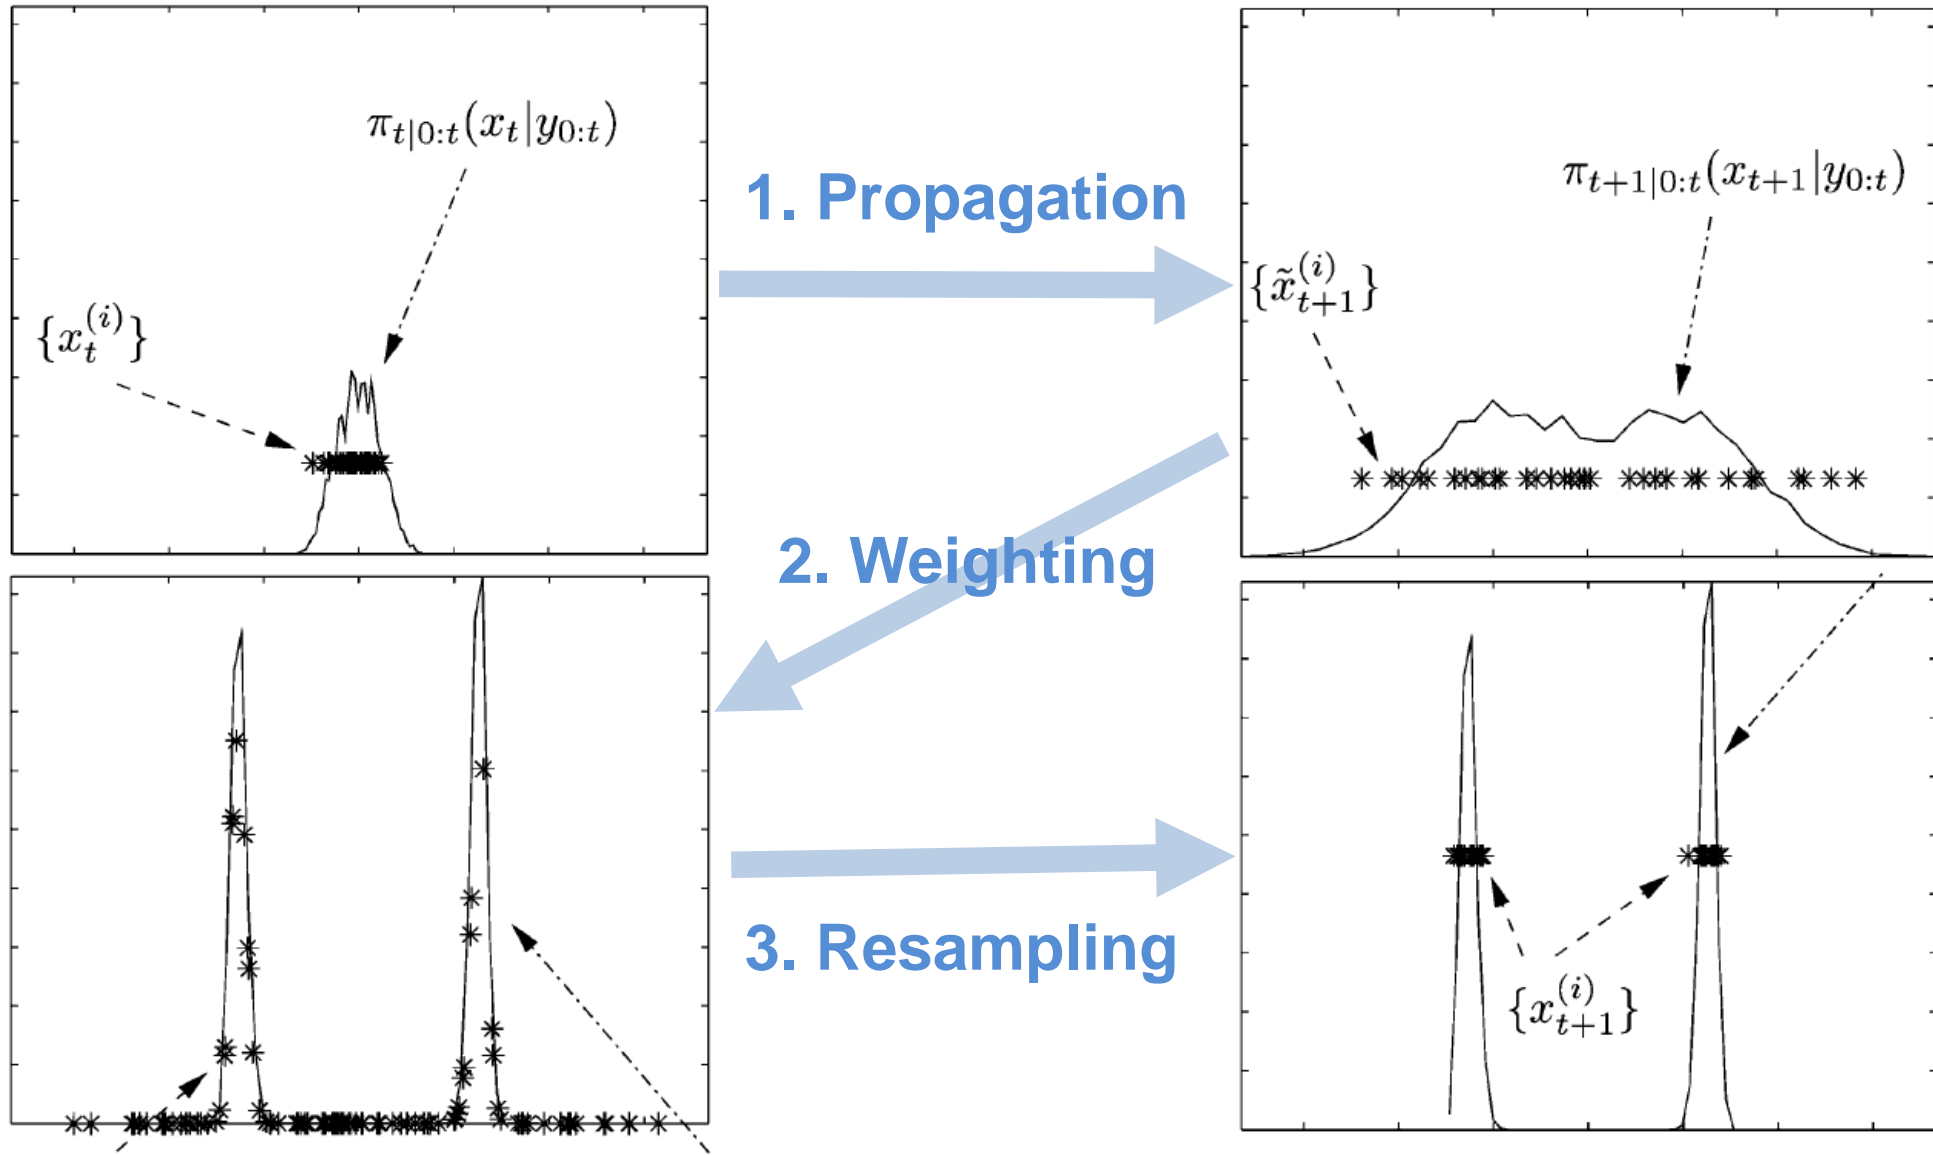 π_{t|0:t}(x_t|y_{0:t})
{x_t^{(i)}}
1. Propagation
π_{t+1|0:t}(x_{t+1}|y_{0:t})
{x̃_{t+1}^{(i)}}
2. Weighting
3. Resampling
{x_{t+1}^{(i)}}